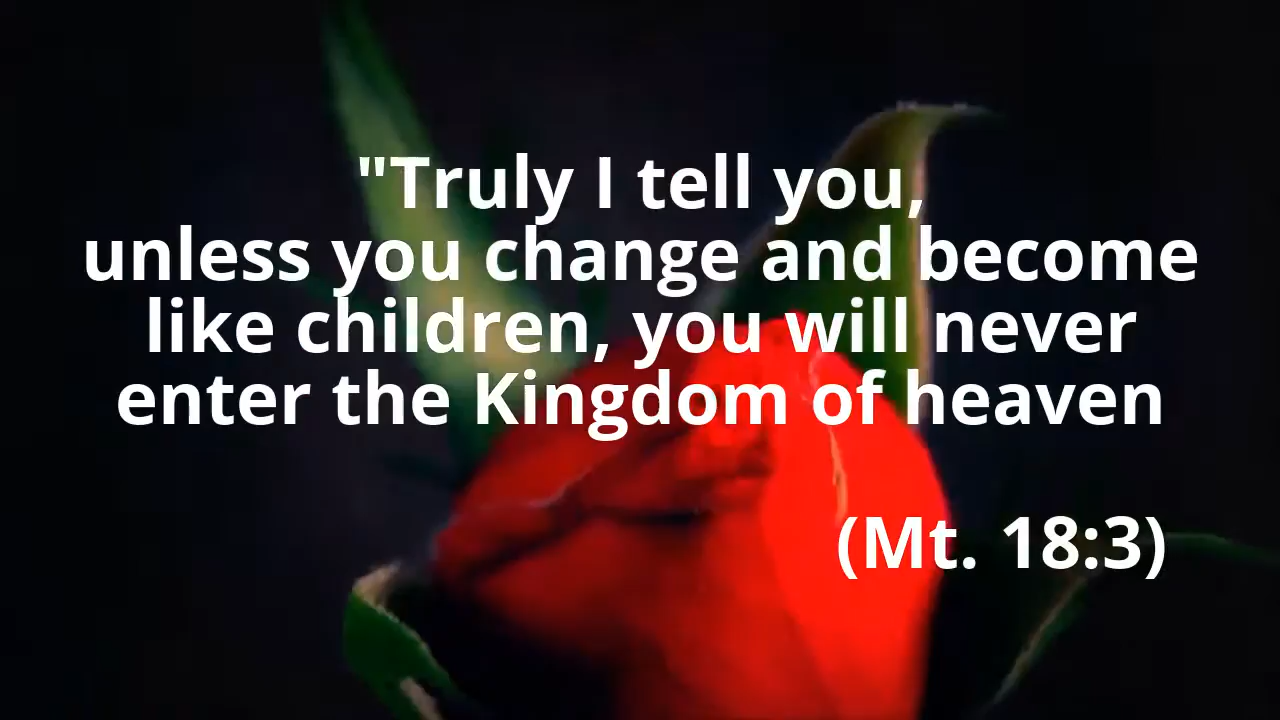 "Truly I tell you,
unless you change and become
like children, you will never
enter the Kingdom of heaven
(Mt. 18:3)